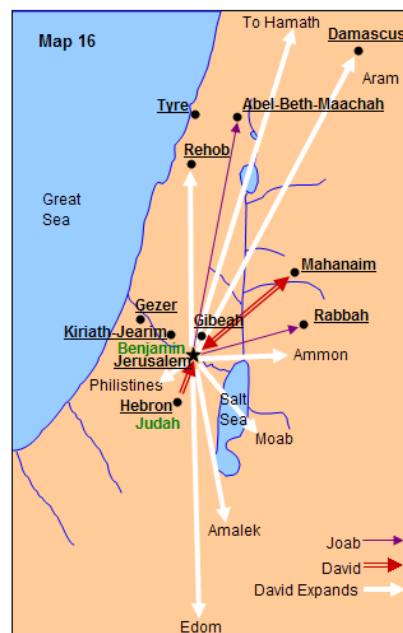 To Hamath
Map 16
Damascus
Aram
Tyre
Abel-Beth-Maachah
Rehob
Great
Sea
Mahanaim
Gezer
Gibeah
Rabbah
Kiriath-Jearim
Benjamin
Jerusalem
Ammon
Philistines
Hebron
Salt
Sea
Judah
Moab
Amalek
Joab
David
David Expands
Edom